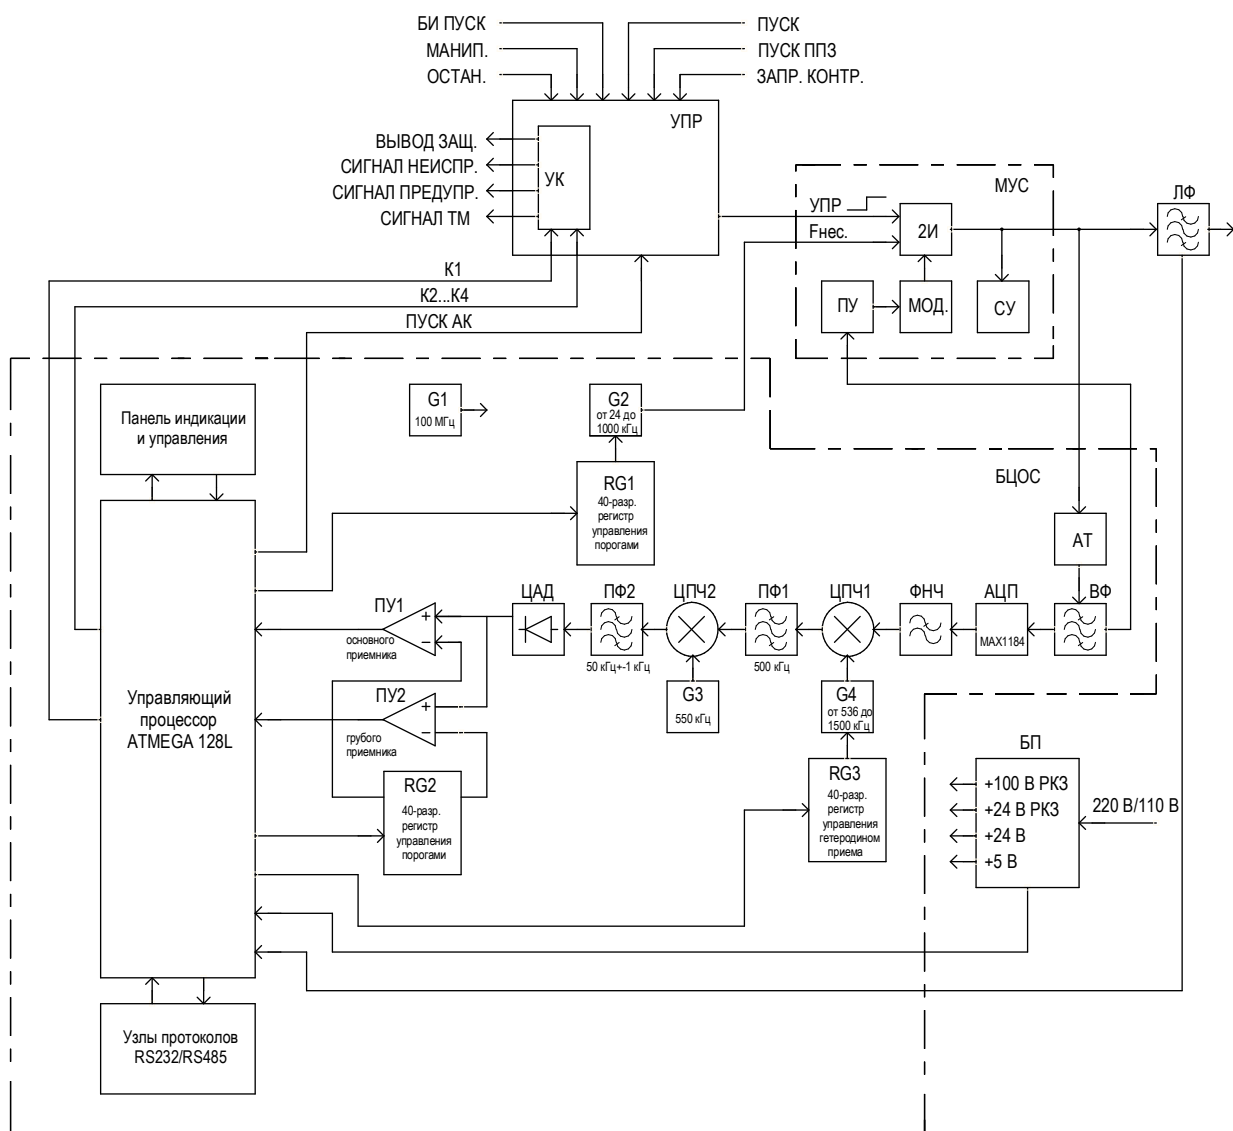 БИ ПУСК
МАНИП.
ОСТАН.
ПУСК
ПУСК ПП3
ЗАПР. КОНТР.
УПР
УК
ВЫВОД ЗАЩ.
СИГНАЛ НЕИСПР.
СИГНАЛ ПРЕДУПР.
СИГНАЛ ТМ
К1
К2...К4
ПУСК АК
МУС
УПР
Fнес.
2И
ПУ
МОД.
СУ
ЛФ
Панель индикации
и управления
G1
100 МГц
G2
от 24 до
1000 кГц
RG1
40-разр.
регистр
управления
порогами
БЦОС
АТ
ВФ
АЦП
MAX1184
ФНЧ
ЦПЧ1
ПФ1
500 кГц
ЦПЧ2
ПФ2
50 кГц+-1 кГц
ЦАД
ПУ1
+
−
основного
приемника
ПУ2
+
−
грубого
приемника
G3
550 кГц
G4
от 536 до
1500 кГц
Управляющий
процессор
ATMEGA 128L
RG2
40-разр.
регистр
управления
порогами
RG3
40-разр.
регистр
управления
гетеродином
приема
БП
+100 В РКЗ
+24 В РКЗ
+24 В
+5 В
220 В/110 В
Узлы протоколов
RS232/RS485